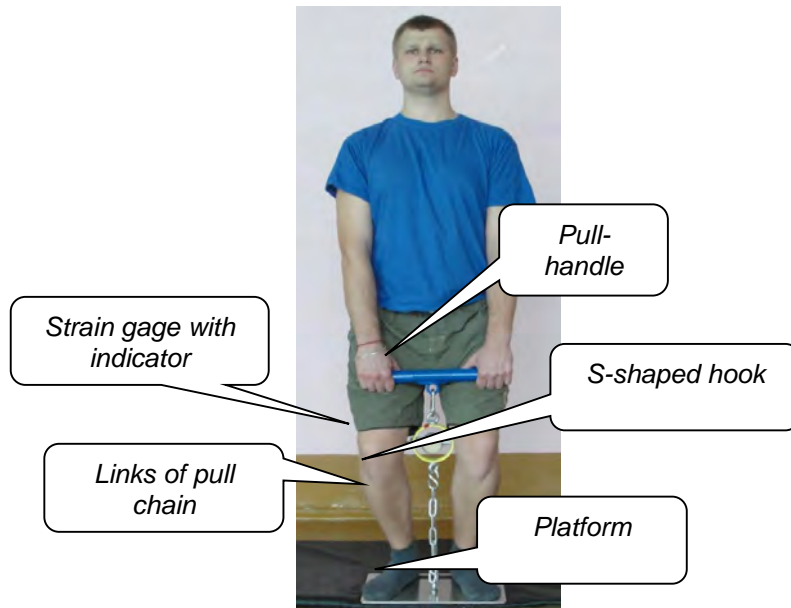 Pull-
handle
Strain gage with
indicator
S-shaped hook
Links of pull
chain
Platform